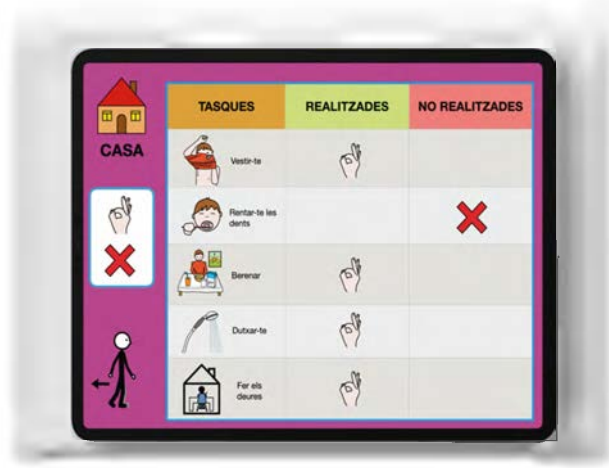 CASA
TASQUES
REALITZADES
NO REALITZADES
Vestir-te
Rentar-te les
dents
Berenar
Dutxar-te
Fer els
deures